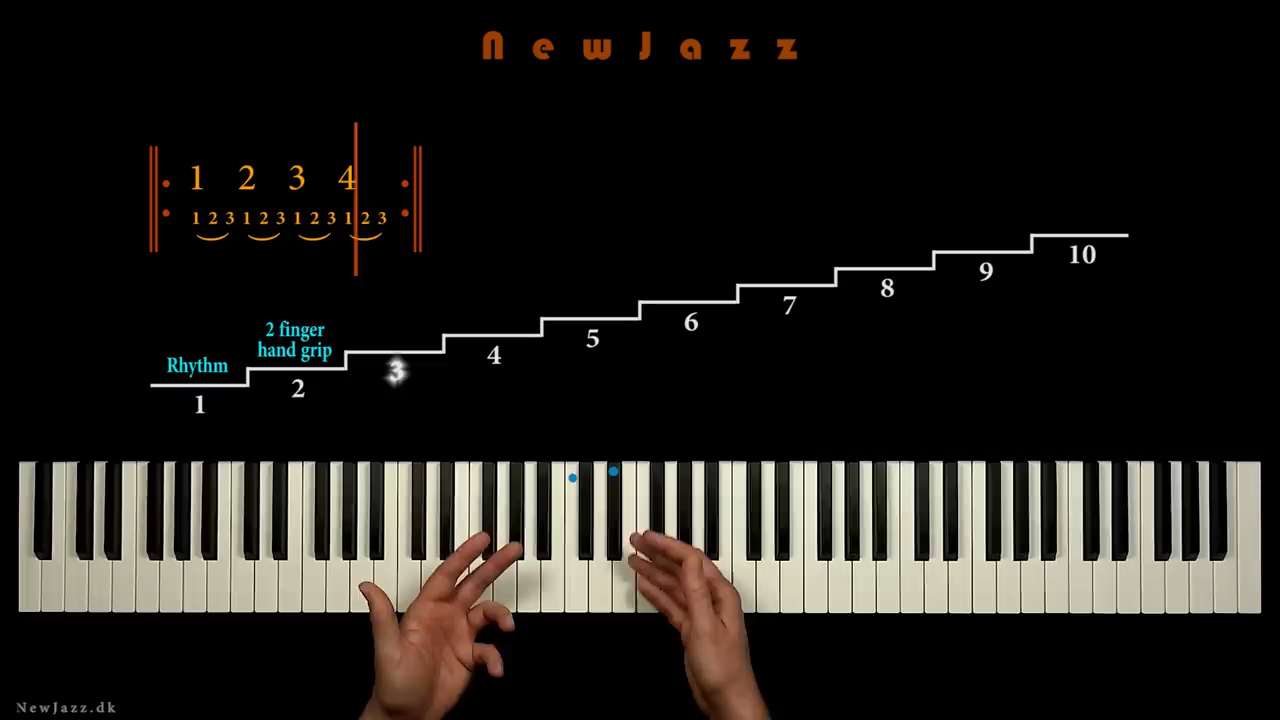 NewJazz
1 2 3 4
1 2 3 1 2 3 1 2 3 1 2 3
Rhythm
2 finger
hand grip
1
2
3
4
5
6
7
8
9
10
NewJazz.dk